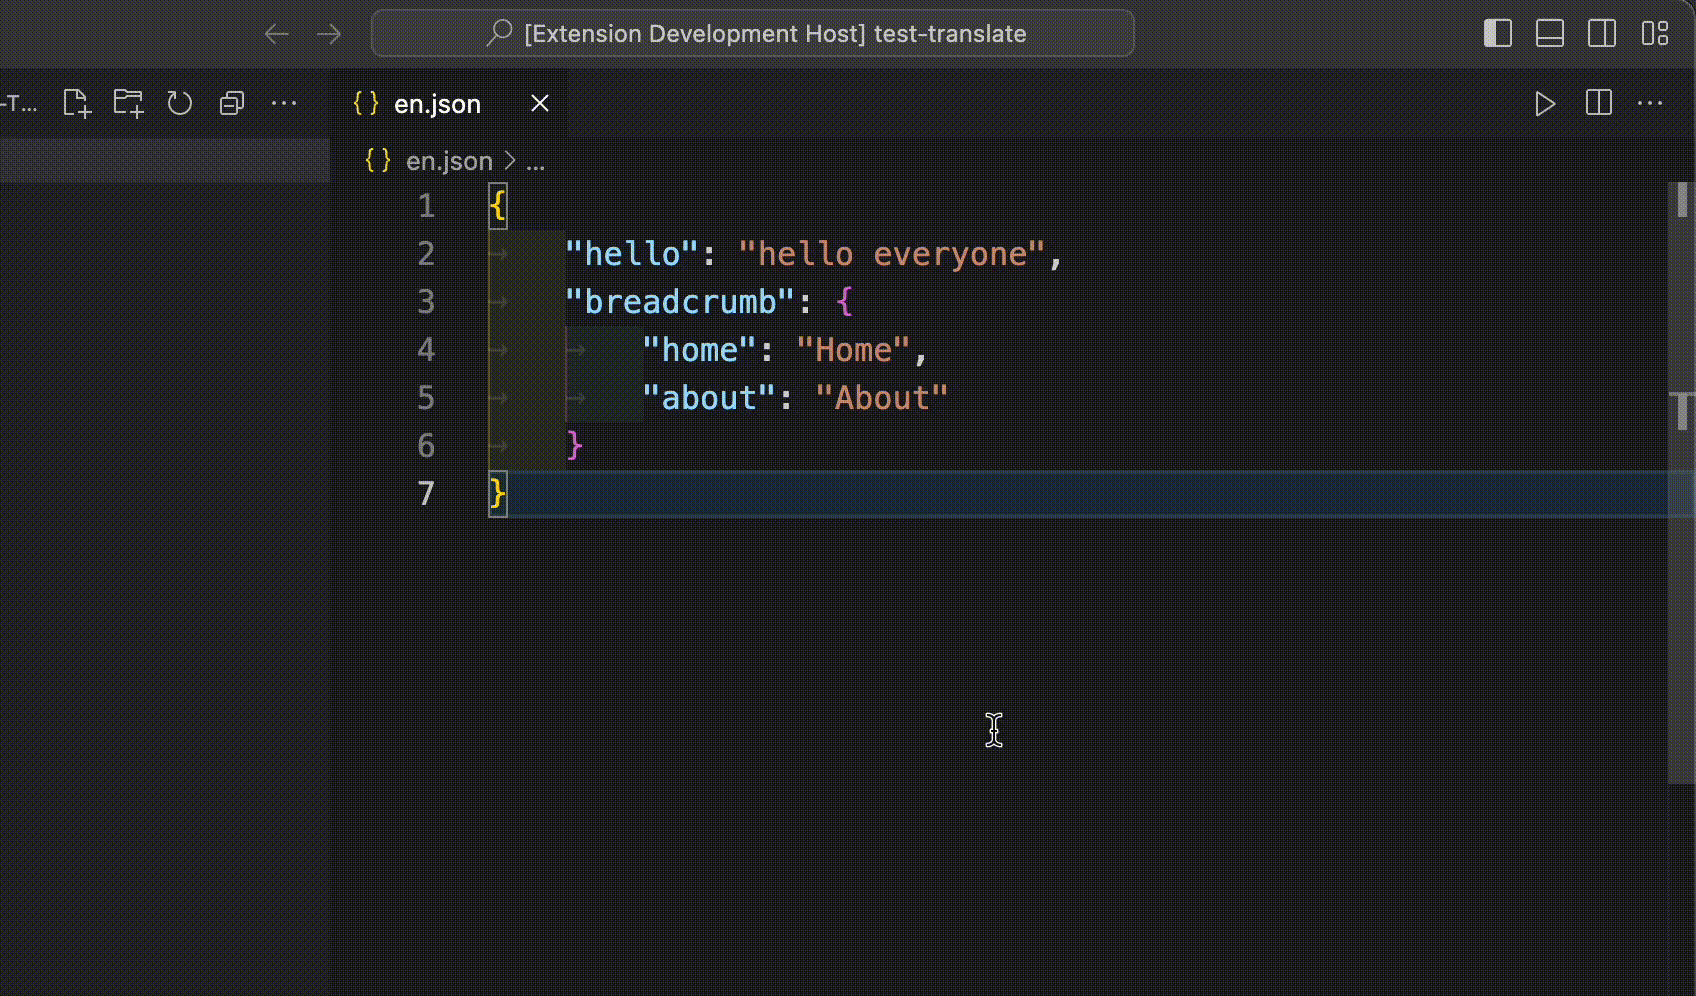 [Extension Development Host] test-translate
-T...
{} en.json
{} en.json > ...
1 {
2 "hello": "hello everyone",
3 "breadcrumb": {
4 "home": "Home",
5 "about": "About"
6 }
7 }